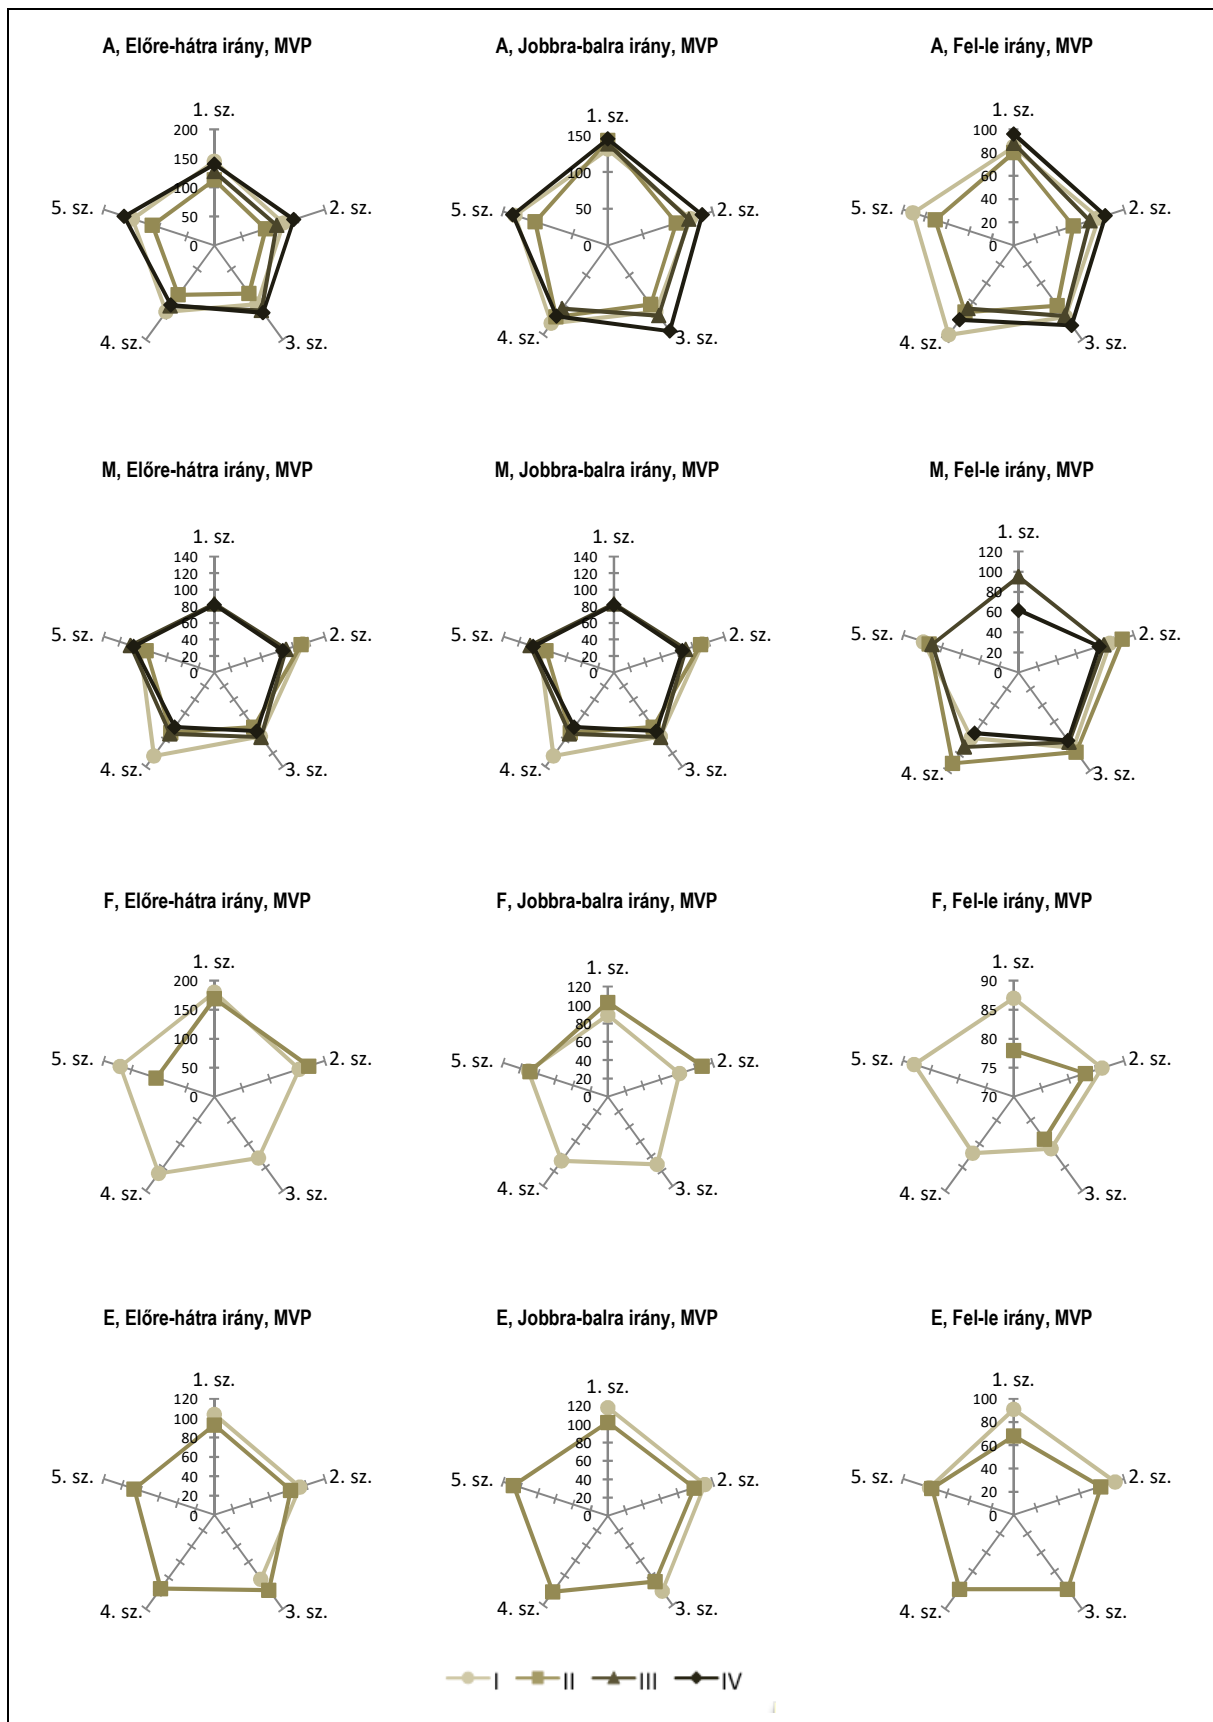 A, Előre-hátra irány, MVP
1. sz.
200
150
100
50
0
5. sz.
2. sz.
4. sz.
3. sz.
A, Jobbra-balra irány, MVP
1. sz.
150
100
50
0
5. sz.
2. sz.
4. sz.
3. sz.
A, Fel-le irány, MVP
1. sz.
100
80
60
40
20
0
5. sz.
2. sz.
4. sz.
3. sz.
M, Előre-hátra irány, MVP
1. sz.
140
120
100
80
60
40
20
0
5. sz.
2. sz.
4. sz.
3. sz.
M, Jobbra-balra irány, MVP
1. sz.
140
120
100
80
60
40
20
0
5. sz.
2. sz.
4. sz.
3. sz.
M, Fel-le irány, MVP
1. sz.
120
100
80
60
40
20
0
5. sz.
2. sz.
4. sz.
3. sz.
F, Előre-hátra irány, MVP
1. sz.
200
150
100
50
0
5. sz.
2. sz.
4. sz.
3. sz.
F, Jobbra-balra irány, MVP
1. sz.
120
100
80
60
40
20
0
5. sz.
2. sz.
4. sz.
3. sz.
F, Fel-le irány, MVP
1. sz.
90
85
80
75
70
5. sz.
2. sz.
4. sz.
3. sz.
E, Előre-hátra irány, MVP
1. sz.
120
100
80
60
40
20
0
5. sz.
2. sz.
4. sz.
3. sz.
E, Jobbra-balra irány, MVP
1. sz.
120
100
80
60
40
20
0
5. sz.
2. sz.
4. sz.
3. sz.
E, Fel-le irány, MVP
1. sz.
100
80
60
40
20
0
5. sz.
2. sz.
4. sz.
3. sz.
I II III IV